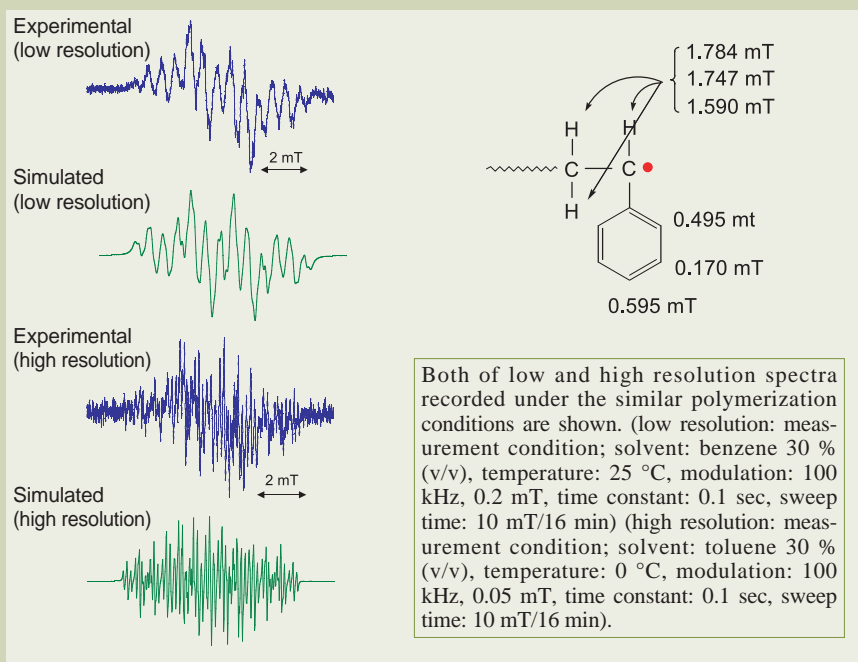 Experimental
(low resolution)
2 mT
Simulated
(low resolution)
Experimental
(high resolution)
2 mT
Simulated
(high resolution)
1.784 mT
1.747 mT
1.590 mT
H
H
C
C
H
0.495 mt
0.170 mT
0.595 mT
Both of low and high resolution spectra
recorded under the similar polymerization
conditions are shown. (low resolution: meas-
urement condition; solvent: benzene 30 %
(v/v), temperature: 25 °C, modulation: 100
kHz, 0.2 mT, time constant: 0.1 sec, sweep
time: 10 mT/16 min) (high resolution: meas-
urement condition; solvent: toluene 30 %
(v/v), temperature: 0 °C, modulation: 100
kHz, 0.05 mT, time constant: 0.1 sec, sweep
time: 10 mT/16 min).